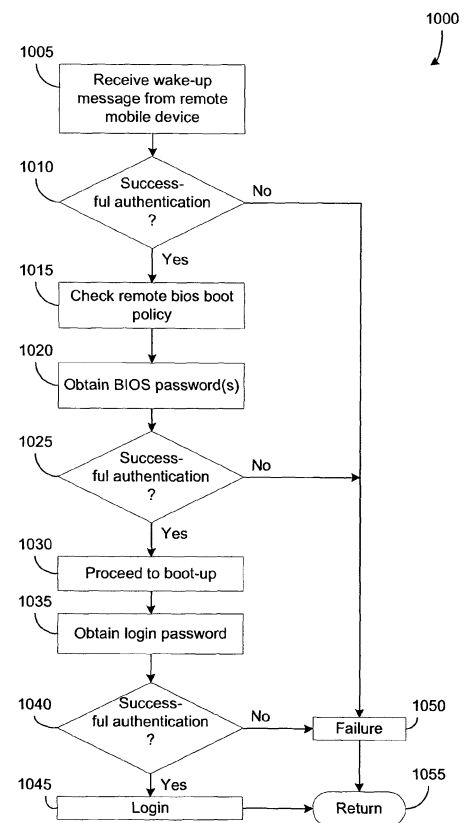 1000
1005
Receive wake-up
message from remote
mobile device
1010
Success-
ful authentication
?
No
Yes
1015
Check remote bios boot
policy
1020
Obtain BIOS password(s)
1025
Success-
ful authentication
?
No
Yes
1030
Proceed to boot-up
1035
Obtain login password
1040
Success-
ful authentication
?
No
1050
Failure
Yes
1045
Login
1055
Return